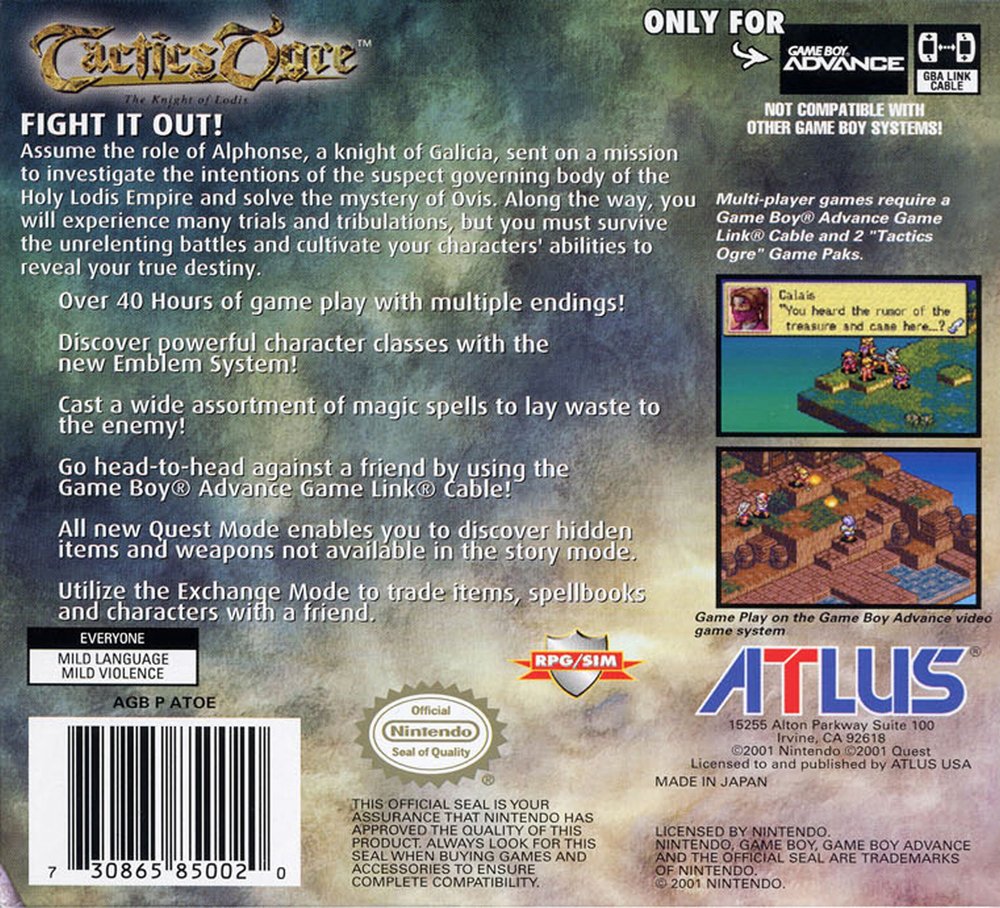 Tactics Ogre™
The Knight of Lodis
ONLY FOR
GAME BOY
ADVANCE
GBA LINK
CABLE
NOT COMPATIBLE WITH
OTHER GAME BOY SYSTEMS!
FIGHT IT OUT!
Assume the role of Alphonse, a knight of Galicia, sent on a mission
to investigate the intentions of the suspect governing body of the
Holy Lodis Empire and solve the mystery of Ovis. Along the way, you
will experience many trials and tribulations, but you must survive
the unrelenting battles and cultivate your characters' abilities to
reveal your true destiny.
Over 40 Hours of game play with multiple endings!
Discover powerful character classes with the
new Emblem System!
Cast a wide assortment of magic spells to lay waste to
the enemy!
Go head-to-head against a friend by using the
Game Boy® Advance Game Link® Cable!
All new Quest Mode enables you to discover hidden
items and weapons not available in the story mode.
Utilize the Exchange Mode to trade items, spellbooks
and characters with a friend.
Multi-player games require a
Game Boy® Advance Game
Link® Cable and 2 "Tactics
Ogre" Game Paks.
Calais
"You heard the rumor of the
treasure and came here...?
Game Play on the Game Boy Advance video
game system
EVERYONE
MILD LANGUAGE
MILD VIOLENCE
AGB P ATOE
7 30865 85002 0
RPG/SIM
Official
Nintendo
Seal of Quality
®
THIS OFFICIAL SEAL IS YOUR
ASSURANCE THAT NINTENDO HAS
APPROVED THE QUALITY OF THIS
PRODUCT. ALWAYS LOOK FOR THIS
SEAL WHEN BUYING GAMES AND
ACCESSORIES TO ENSURE
COMPLETE COMPATIBILITY.
ATLUS®
15255 Alton Parkway Suite 100
Irvine, CA 92618
©2001 Nintendo ©2001 Quest
Licensed to and published by ATLUS USA
MADE IN JAPAN
LICENSED BY NINTENDO.
NINTENDO, GAME BOY, GAME BOY ADVANCE
AND THE OFFICIAL SEAL ARE TRADEMARKS
OF NINTENDO.
© 2001 NINTENDO.